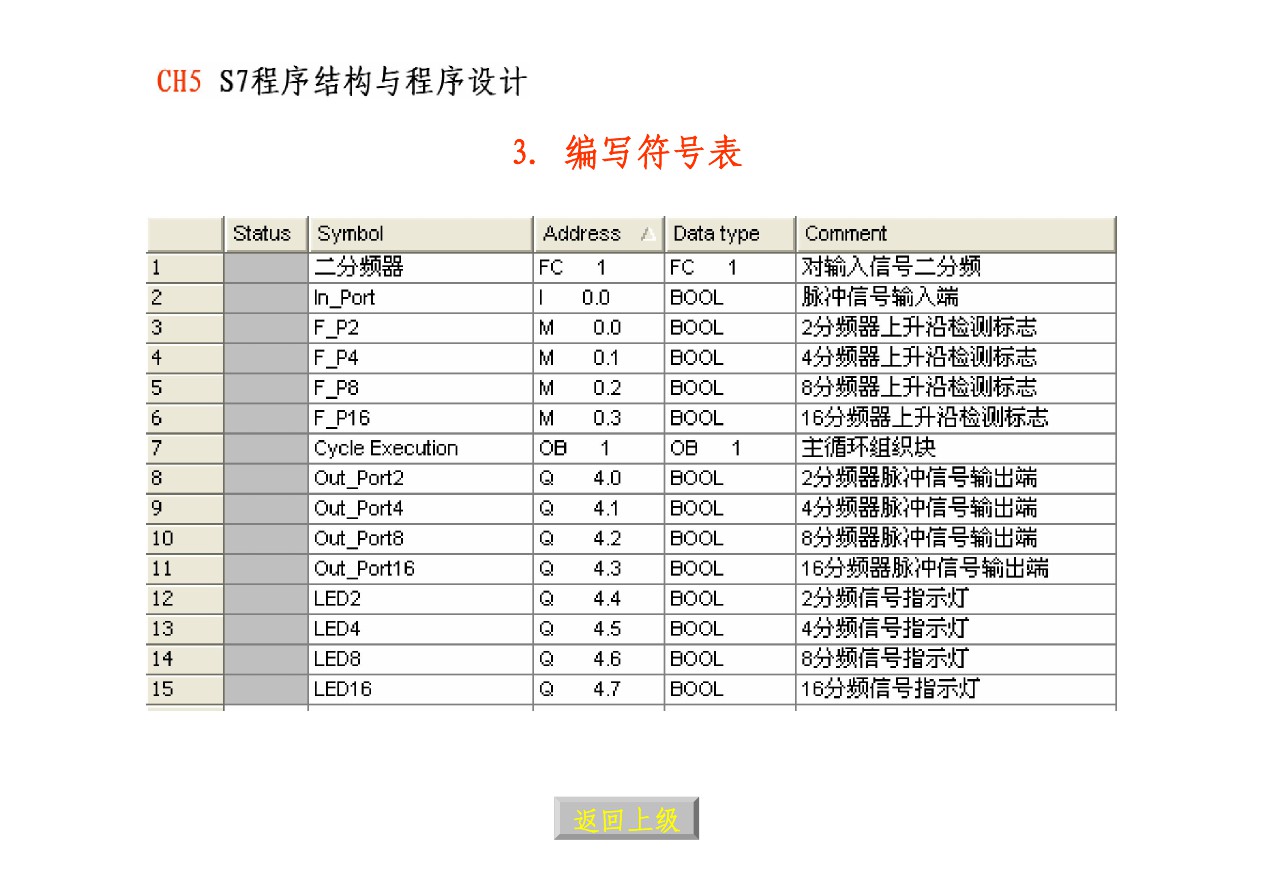 CH5 S7程序结构与程序设计
3. 编写符号表
Status Symbol Address Data type Comment
1 二分频器 FC 1 FC 1 对输入信号二分频
2 In_Port I 0.0 BOOL 脉冲信号输入端
3 F_P2 M 0.0 BOOL 2分频器上升沿检测标志
4 F_P4 M 0.1 BOOL 4分频器上升沿检测标志
5 F_P8 M 0.2 BOOL 8分频器上升沿检测标志
6 F_P16 M 0.3 BOOL 16分频器上升沿检测标志
7 Cycle Execution OB 1 OB 1 主循环组织块
8 Out_Port2 Q 4.0 BOOL 2分频器脉冲信号输出端
9 Out_Port4 Q 4.1 BOOL 4分频器脉冲信号输出端
10 Out_Port8 Q 4.2 BOOL 8分频器脉冲信号输出端
11 Out_Port16 Q 4.3 BOOL 16分频器脉冲信号输出端
12 LED2 Q 4.4 BOOL 2分频信号指示灯
13 LED4 Q 4.5 BOOL 4分频信号指示灯
14 LED8 Q 4.6 BOOL 8分频信号指示灯
15 LED16 Q 4.7 BOOL 16分频信号指示灯
返回上级